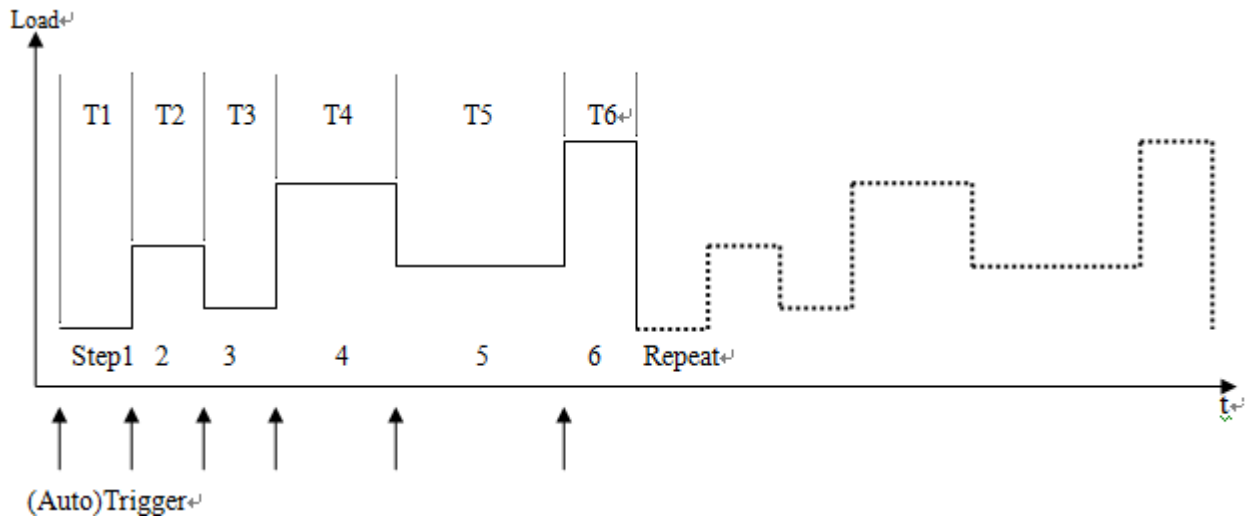 Load↵
T1 T2 T3 T4 T5 T6↵
Step1 2 3 4 5 6 Repeat↵
t↵
(Auto)Trigger↵